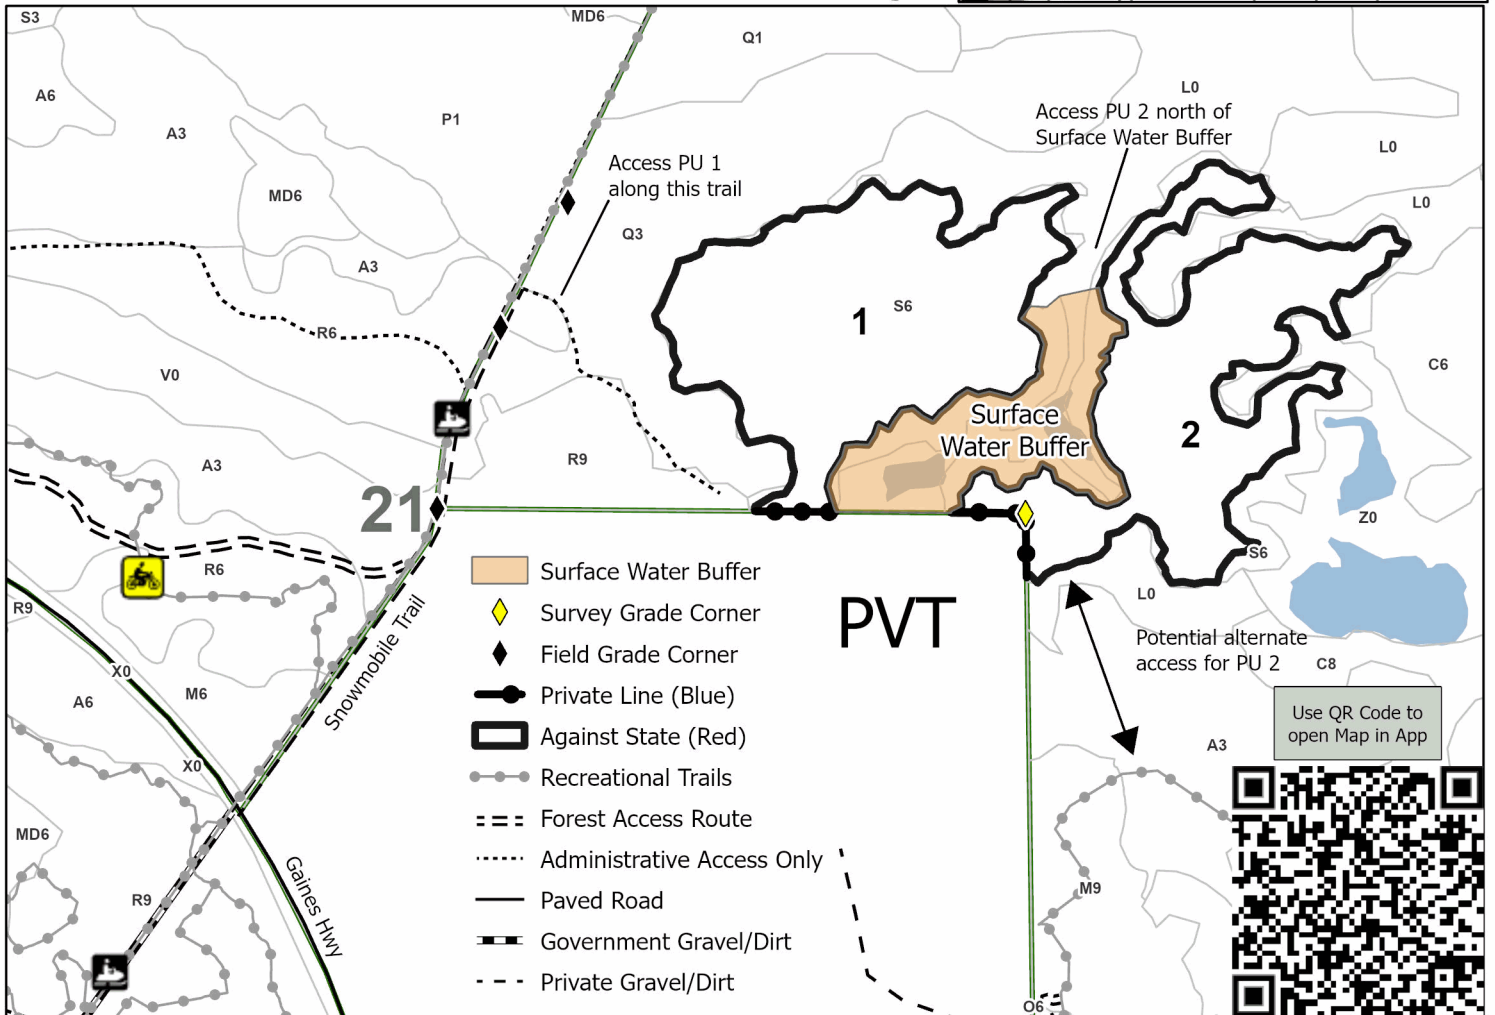 S3
MD6
Q1
A6
P1
A3
L0
Access PU 2 north of
Surface Water Buffer
L0
Access PU 1
along this trail
MD6
L0
Q3
A3
S6
1
R6
V0
C6
Surface
Water Buffer
2
A3
R9
21
Z0
S6
R6
Surface Water Buffer
Survey Grade Corner
Field Grade Corner
Private Line (Blue)
Against State (Red)
Recreational Trails
Forest Access Route
Administrative Access Only
Paved Road
Government Gravel/Dirt
Private Gravel/Dirt
PVT
L0
Potential alternate
access for PU 2
C8
R9
X0
M6
A6
Snowmobile Trail
Use QR Code to
open Map in App
A3
X0
MD6
Gaines Hwy
R9
M9
O6